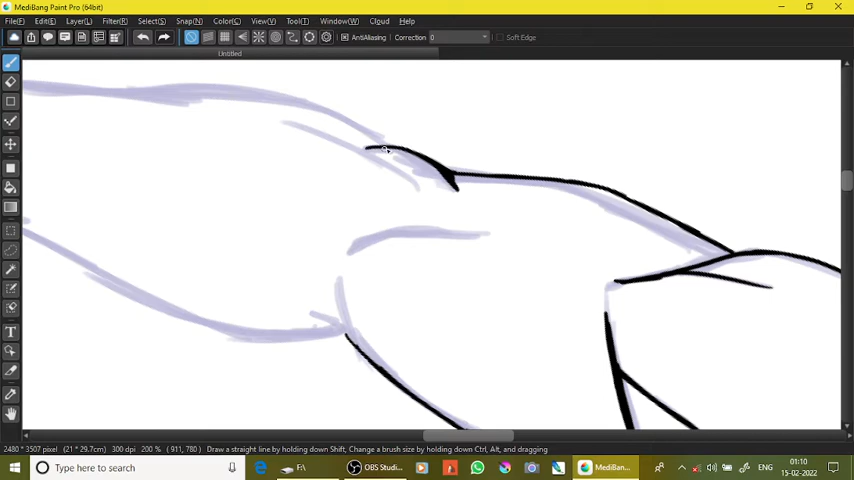 MediBang Paint Pro (64bit)
File(F) Edit(E) Layer(L) Filter(R) Select(S) Snap(N) Color(C) View(V) Tool(T) Window(W) Cloud Help
AntiAliasing Correction 0 Soft Edge
Untitled
T
2480 * 3507 pixel (21 * 29.7cm) 300 dpi 200 % (911, 780) Draw a straight line by holding down Shift, Change a brush size by holding down Ctrl, Alt, and dragging
Type here to search F:\ OBS Studi... MediBan... ENG 01:10
15-02-2022